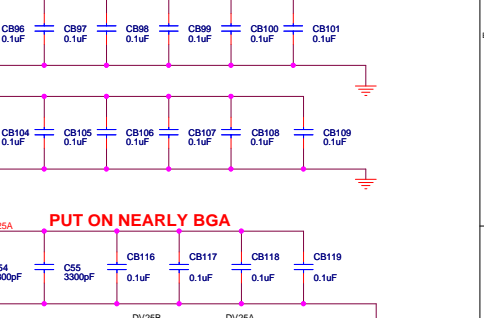 CB96 CB97 CB98 CB99 CB100 CB101
0.1uF 0.1uF 0.1uF 0.1uF 0.1uF 0.1uF
CB104 CB105 CB106 CB107 CB108 CB109
0.1uF 0.1uF 0.1uF 0.1uF 0.1uF 0.1uF
PUT ON NEARLY BGA
CB116 CB117 CB118 CB119
C55
3300pF 0.1uF 0.1uF 0.1uF 0.1uF